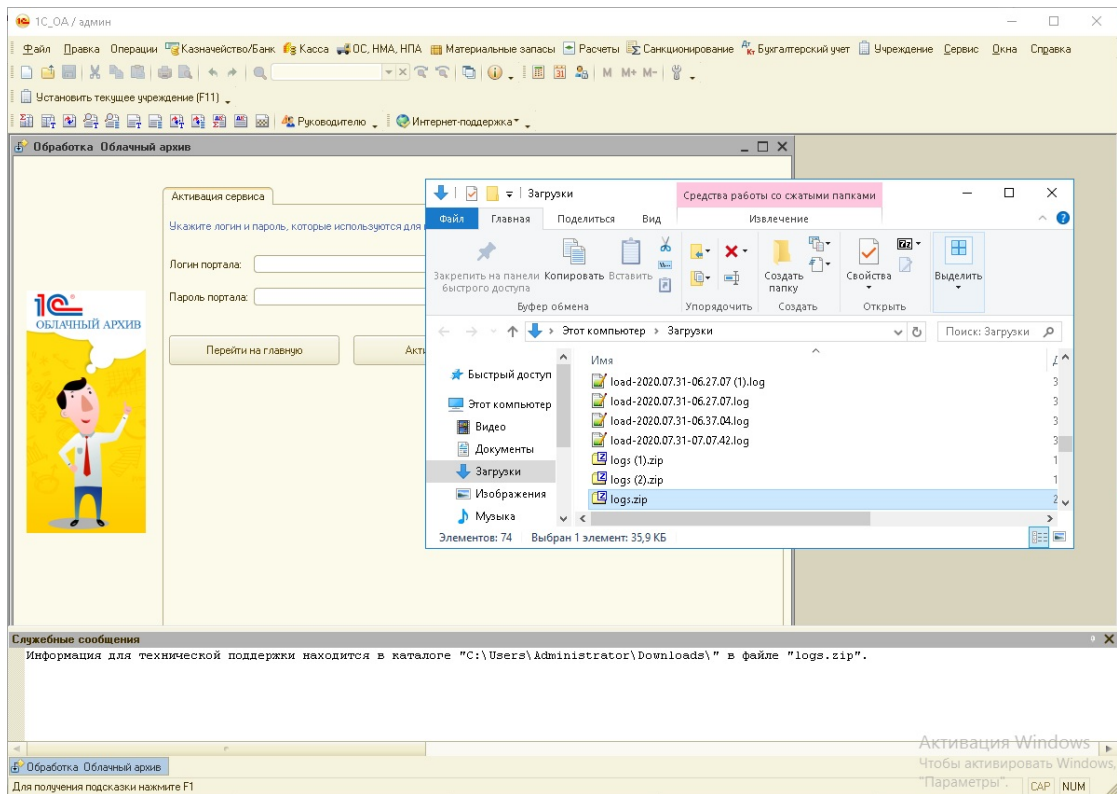 1С_ОА / админ
Файл Правка Операции Казначейство/Банк Касса ОС, НМА, НПА Материальные запасы Расчеты Санкционирование Бухгалтерский учет Учреждение Сервис Окна Справка
M M+ M-
Установить текущее учреждение (F11)
Руководителю Интернет-поддержка
Обработка Облачный архив
Активация сервиса
Укажите логин и пароль, которые используются для
Логин портала:
Пароль портала:
Перейти на главную
1С
ОБЛАЧНЫЙ АРХИВ
Загрузки
Средства работы со сжатыми папками
Файл Главная Поделиться Вид Извлечение
Закрепить на панели быстрого доступа
Копировать
Вставить
Создать папку
Свойства
Выделить
Буфер обмена Упорядочить Создать Открыть
Этот компьютер > Загрузки
Поиск: Загрузки
Быстрый доступ
Этот компьютер
Видео
Документы
Загрузки
Изображения
Музыка
Имя
load-2020.07.31-06.27.07 (1).log
load-2020.07.31-06.27.07.log
load-2020.07.31-06.37.04.log
load-2020.07.31-07.07.42.log
logs (1).zip
logs (2).zip
logs.zip
Элементов: 74 Выбран 1 элемент: 35,9 КБ
Служебные сообщения
Информация для технической поддержки находится в каталоге "C:\Users\Administrator\Downloads\" в файле "logs.zip".
Активация Windows
Чтобы активировать Windows,
"Параметры".
Обработка Облачный архив
Для получения подсказки нажмите F1
CAP NUM